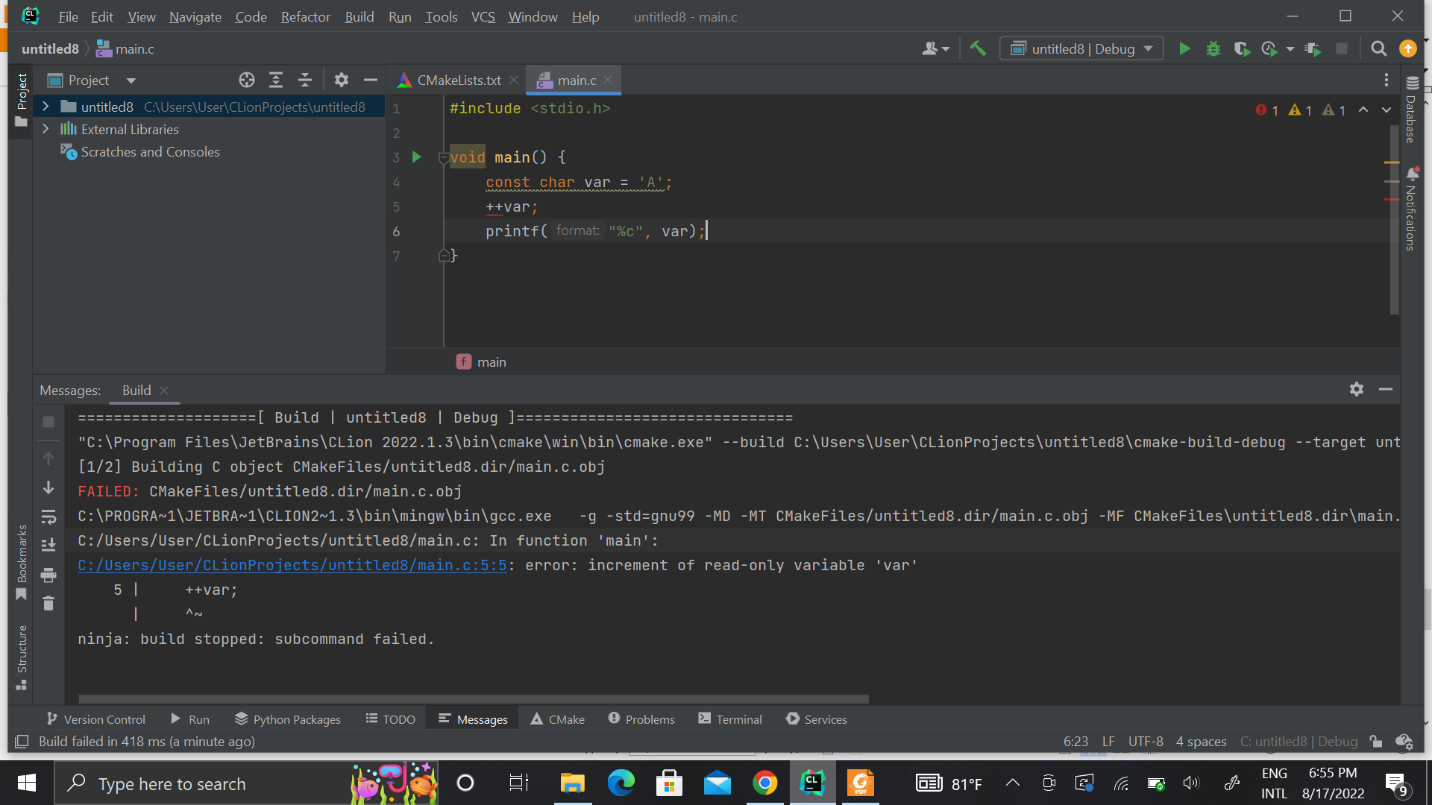 File Edit View Navigate Code Refactor Build Run Tools VCS Window Help untitled8 - main.c
untitled8 main.c untitled8 | Debug
Project
Project
CMakeLists.txt main.c
untitled8 C:\Users\User\CLionProjects\untitled8
External Libraries
Scratches and Consoles
1 #include <stdio.h>
2
3 void main() {
4 const char var = 'A';
5 ++var;
6 printf( format: "%c", var);
7 }
1 1 1
Database
Notifications
main
Messages: Build
====================[ Build | untitled8 | Debug ]===============================
"C:\Program Files\JetBrains\CLion 2022.1.3\bin\cmake\win\bin\cmake.exe" --build C:\Users\User\CLionProjects\untitled8\cmake-build-debug --target unt
[1/2] Building C object CMakeFiles/untitled8.dir/main.c.obj
FAILED: CMakeFiles/untitled8.dir/main.c.obj
C:\PROGRA~1\JETBRA~1\CLION2~1.3\bin\mingw\bin\gcc.exe -g -std=gnu99 -MD -MT CMakeFiles/untitled8.dir/main.c.obj -MF CMakeFiles\untitled8.dir\main.
C:/Users/User/CLionProjects/untitled8/main.c: In function 'main':
C:/Users/User/CLionProjects/untitled8/main.c:5:5: error: increment of read-only variable 'var'
5 | ++var;
| ^~
ninja: build stopped: subcommand failed.
Bookmarks
Structure
Version Control Run Python Packages TODO Messages CMake Problems Terminal Services
Build failed in 418 ms (a minute ago) 6:23 LF UTF-8 4 spaces C: untitled8 | Debug
Type here to search
CL
PDF
81°F
ENG
INTL
6:55 PM
8/17/2022
9